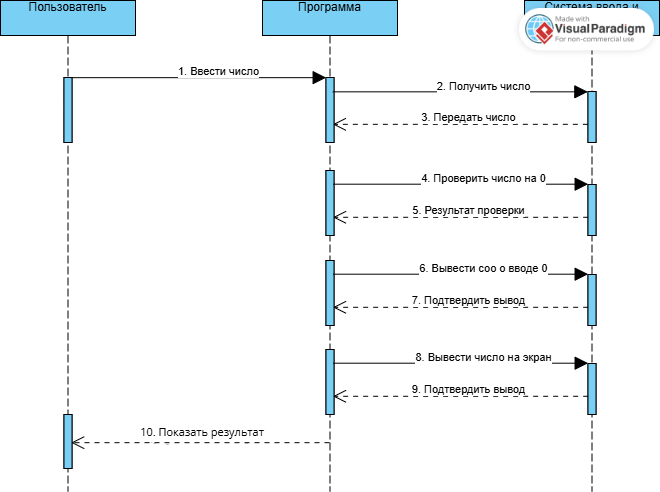 Пользователь
Программа
Система ввода и
Made with
VisualParadigm
For non-commercial use
1. Ввести число
2. Получить число
3. Передать число
4. Проверить число на 0
5. Результат проверки
6. Вывести соо о вводе 0
7. Подтвердить вывод
8. Вывести число на экран
9. Подтвердить вывод
10. Показать результат